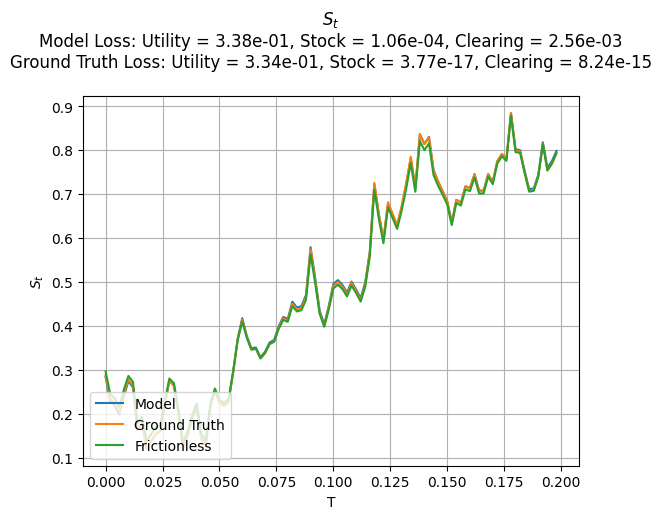 S_t
Model Loss: Utility = 3.38e-01, Stock = 1.06e-04, Clearing = 2.56e-03
Ground Truth Loss: Utility = 3.34e-01, Stock = 3.77e-17, Clearing = 8.24e-15
0.9
0.8
0.7
0.6
0.5
0.4
0.3
0.2
0.1
S_t
Model
Ground Truth
Frictionless
0.000 0.025 0.050 0.075 0.100 0.125 0.150 0.175 0.200
T